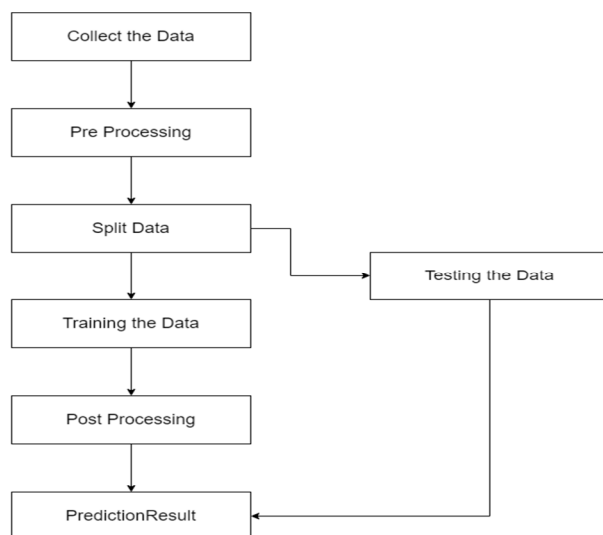 Collect the Data
Pre Processing
Split Data
Testing the Data
Training the Data
Post Processing
PredictionResult